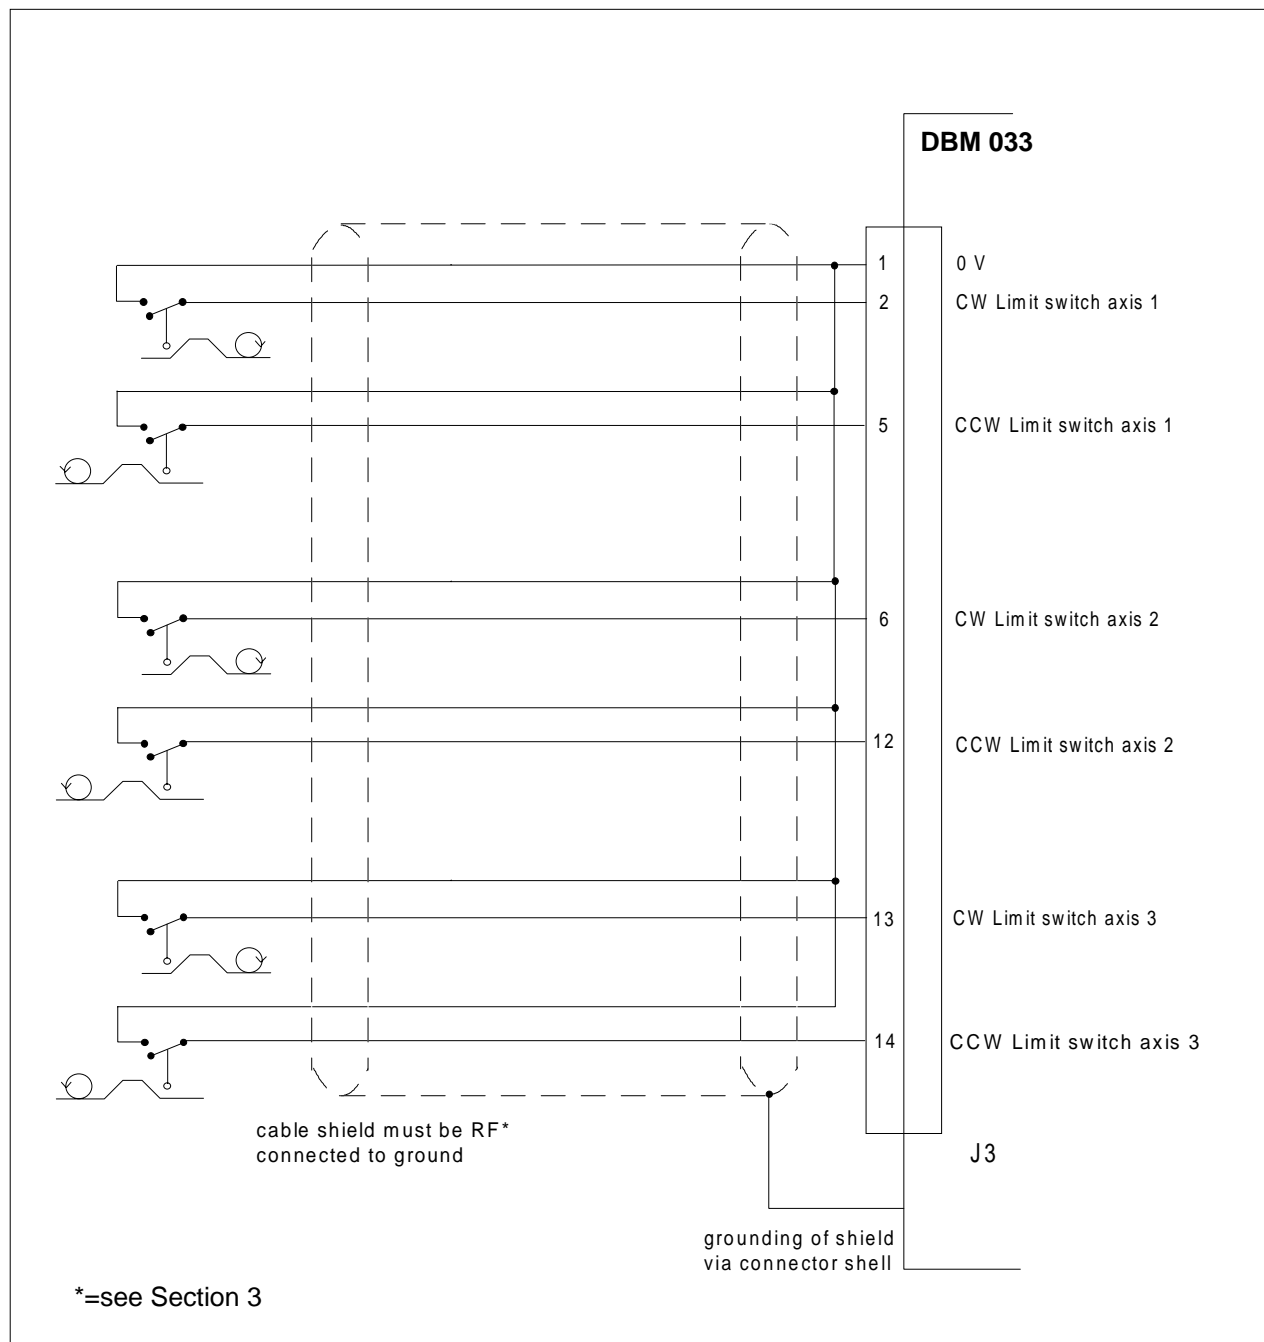 DBM 033
1 0 V
2 CW Limit switch axis 1
5 CCW Limit switch axis 1
6 CW Limit switch axis 2
12 CCW Limit switch axis 2
13 CW Limit switch axis 3
14 CCW Limit switch axis 3
cable shield must be RF*
connected to ground
J3
grounding of shield
via connector shell
*=see Section 3